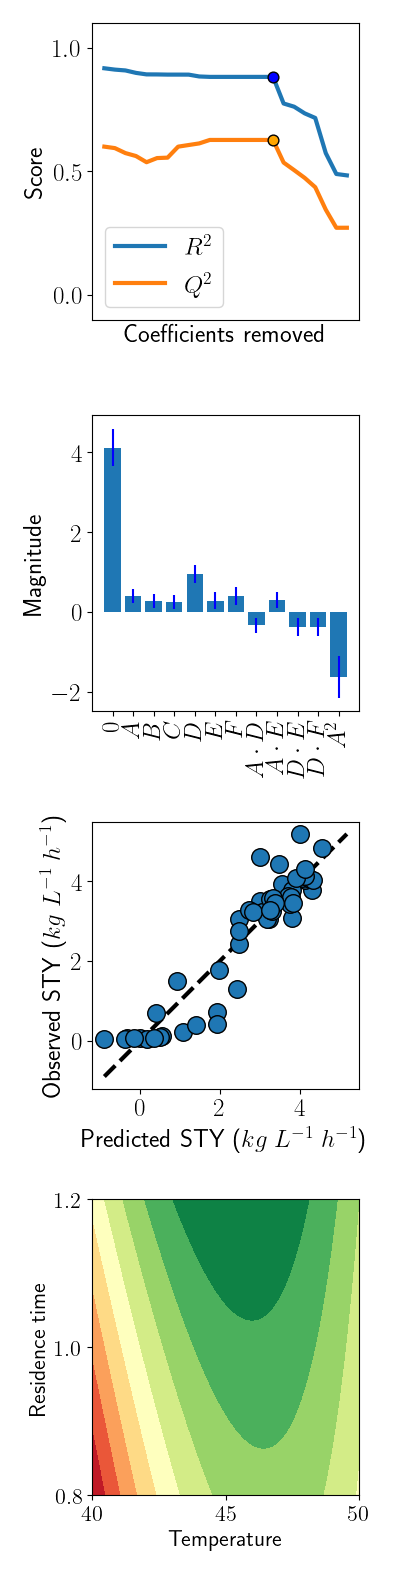 1.0
0.5
0.0
Score
R²
Q²
Coefficients removed
4
2
0
−2
Magnitude
0
A
B
C
D
E
F
A · D
A · E
D · E
D · F
A²
4
2
0
Observed STY (kg L⁻¹ h⁻¹)
0 2 4
Predicted STY (kg L⁻¹ h⁻¹)
1.2
1.0
0.8
Residence time
40 45 50
Temperature